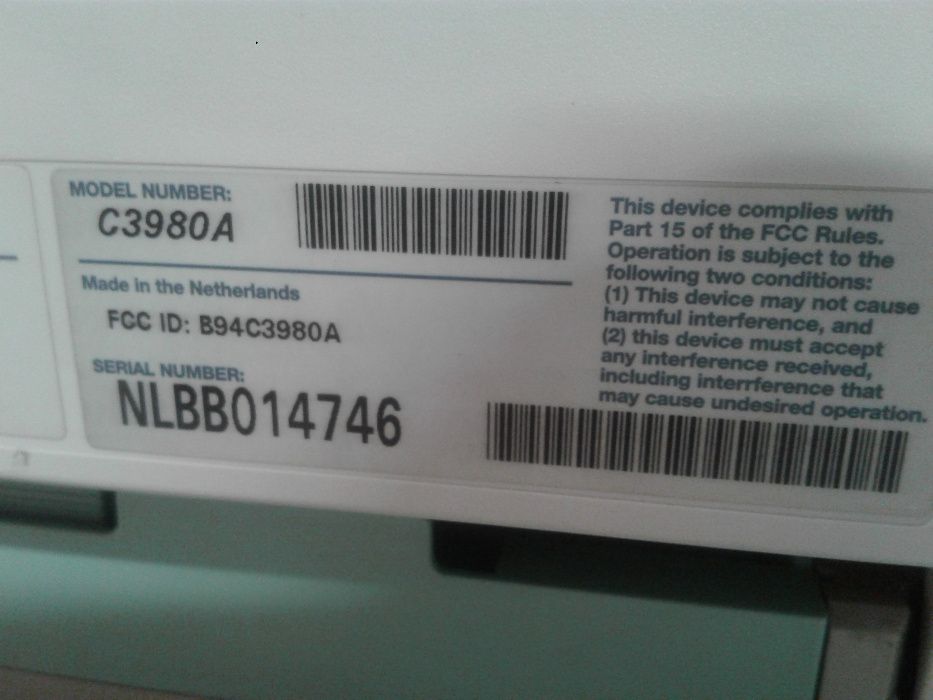 MODEL NUMBER:
C3980A
Made in the Netherlands
FCC ID: B94C3980A
SERIAL NUMBER:
NLBB014746
This device complies with
Part 15 of the FCC Rules.
Operation is subject to the
following two conditions:
(1) This device may not cause
harmful interference, and
(2) this device must accept
any interference received,
including interrference that
may cause undesired operation.